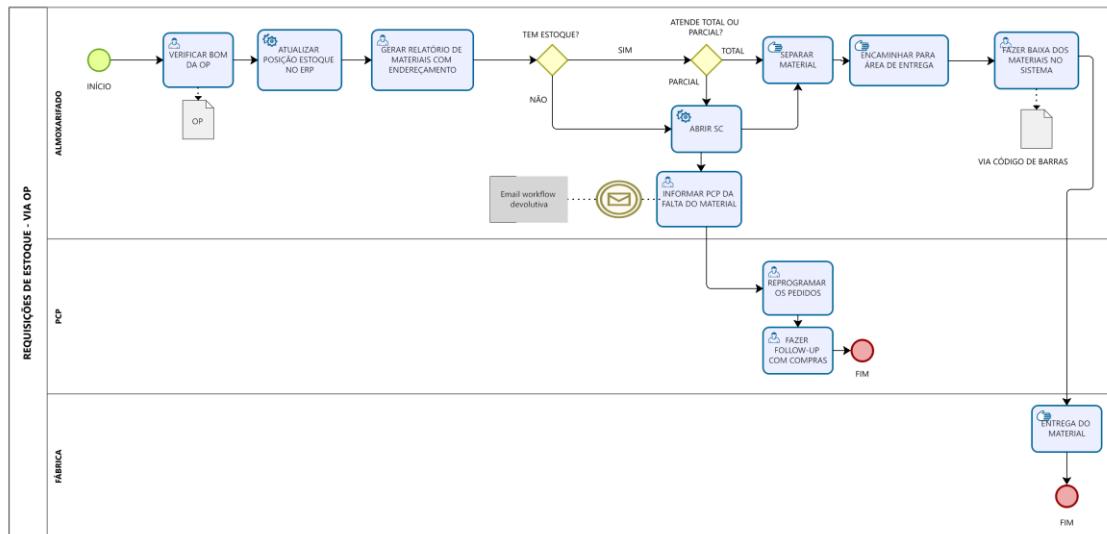 REQUISIÇÕES DE ESTOQUE - VIA OP
ALMOXARIFADO
INÍCIO
VERIFICAR BOM
DA OP
OP
ATUALIZAR
POSIÇÃO ESTOQUE
NO ERP
GERAR RELATÓRIO DE
MATERIAIS COM
ENDEREÇAMENTO
TEM ESTOQUE?
SIM
NÃO
ATENDE TOTAL OU
PARCIAL?
TOTAL
PARCIAL
SEPARAR
MATERIAL
ENCAMINHAR PARA
ÁREA DE ENTREGA
FAZER BAIXA DOS
MATERIAIS NO
SISTEMA
VIA CÓDIGO DE BARRAS
ABRIR SC
Email workflow
devolutiva
INFORMAR PCP DA
FALTA DO MATERIAL
PCP
REPROGRAMAR
OS PEDIDOS
FAZER
FOLLOW-UP
COM COMPRAS
FIM
FÁBRICA
ENTREGA DO
MATERIAL
FIM